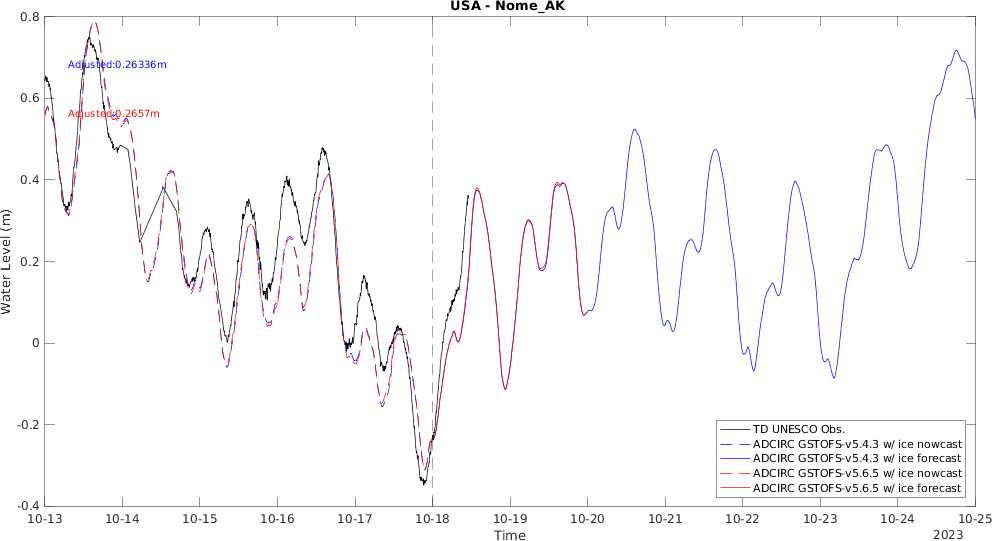 USA - Nome_AK
0.8
0.6
0.4
0.2
0
-0.2
-0.4
Water Level (m)
Adjusted:0.26336m
Adjusted:0.2657m
TD UNESCO Obs.
ADCIRC GSTOFS-v5.4.3 w/ ice nowcast
ADCIRC GSTOFS-v5.4.3 w/ ice forecast
ADCIRC GSTOFS-v5.6.5 w/ ice nowcast
ADCIRC GSTOFS-v5.6.5 w/ ice forecast
10-13 10-14 10-15 10-16 10-17 10-18 10-19 10-20 10-21 10-22 10-23 10-24 10-25
Time
2023